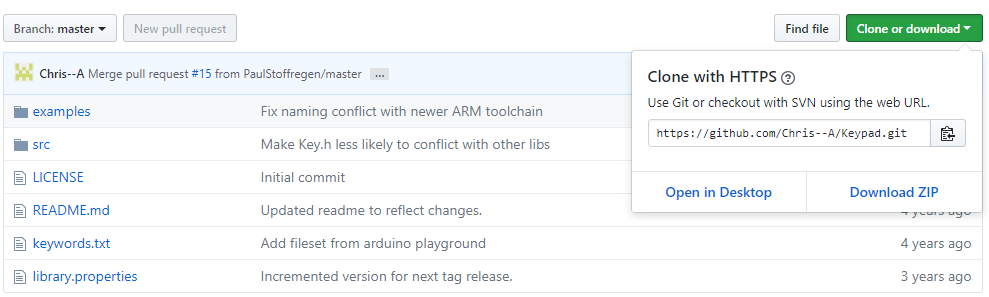 Branch: master
New pull request
Find file
Clone or download
Chris--A Merge pull request #15 from PaulStoffregen/master ...
Clone with HTTPS ?
Use Git or checkout with SVN using the web URL.
https://github.com/Chris--A/Keypad.git
Open in Desktop
Download ZIP
examples Fix naming conflict with newer ARM toolchain
src Make Key.h less likely to conflict with other libs
LICENSE Initial commit
README.md Updated readme to reflect changes. 4 years ago
keywords.txt Add fileset from arduino playground 4 years ago
library.properties Incremented version for next tag release. 3 years ago